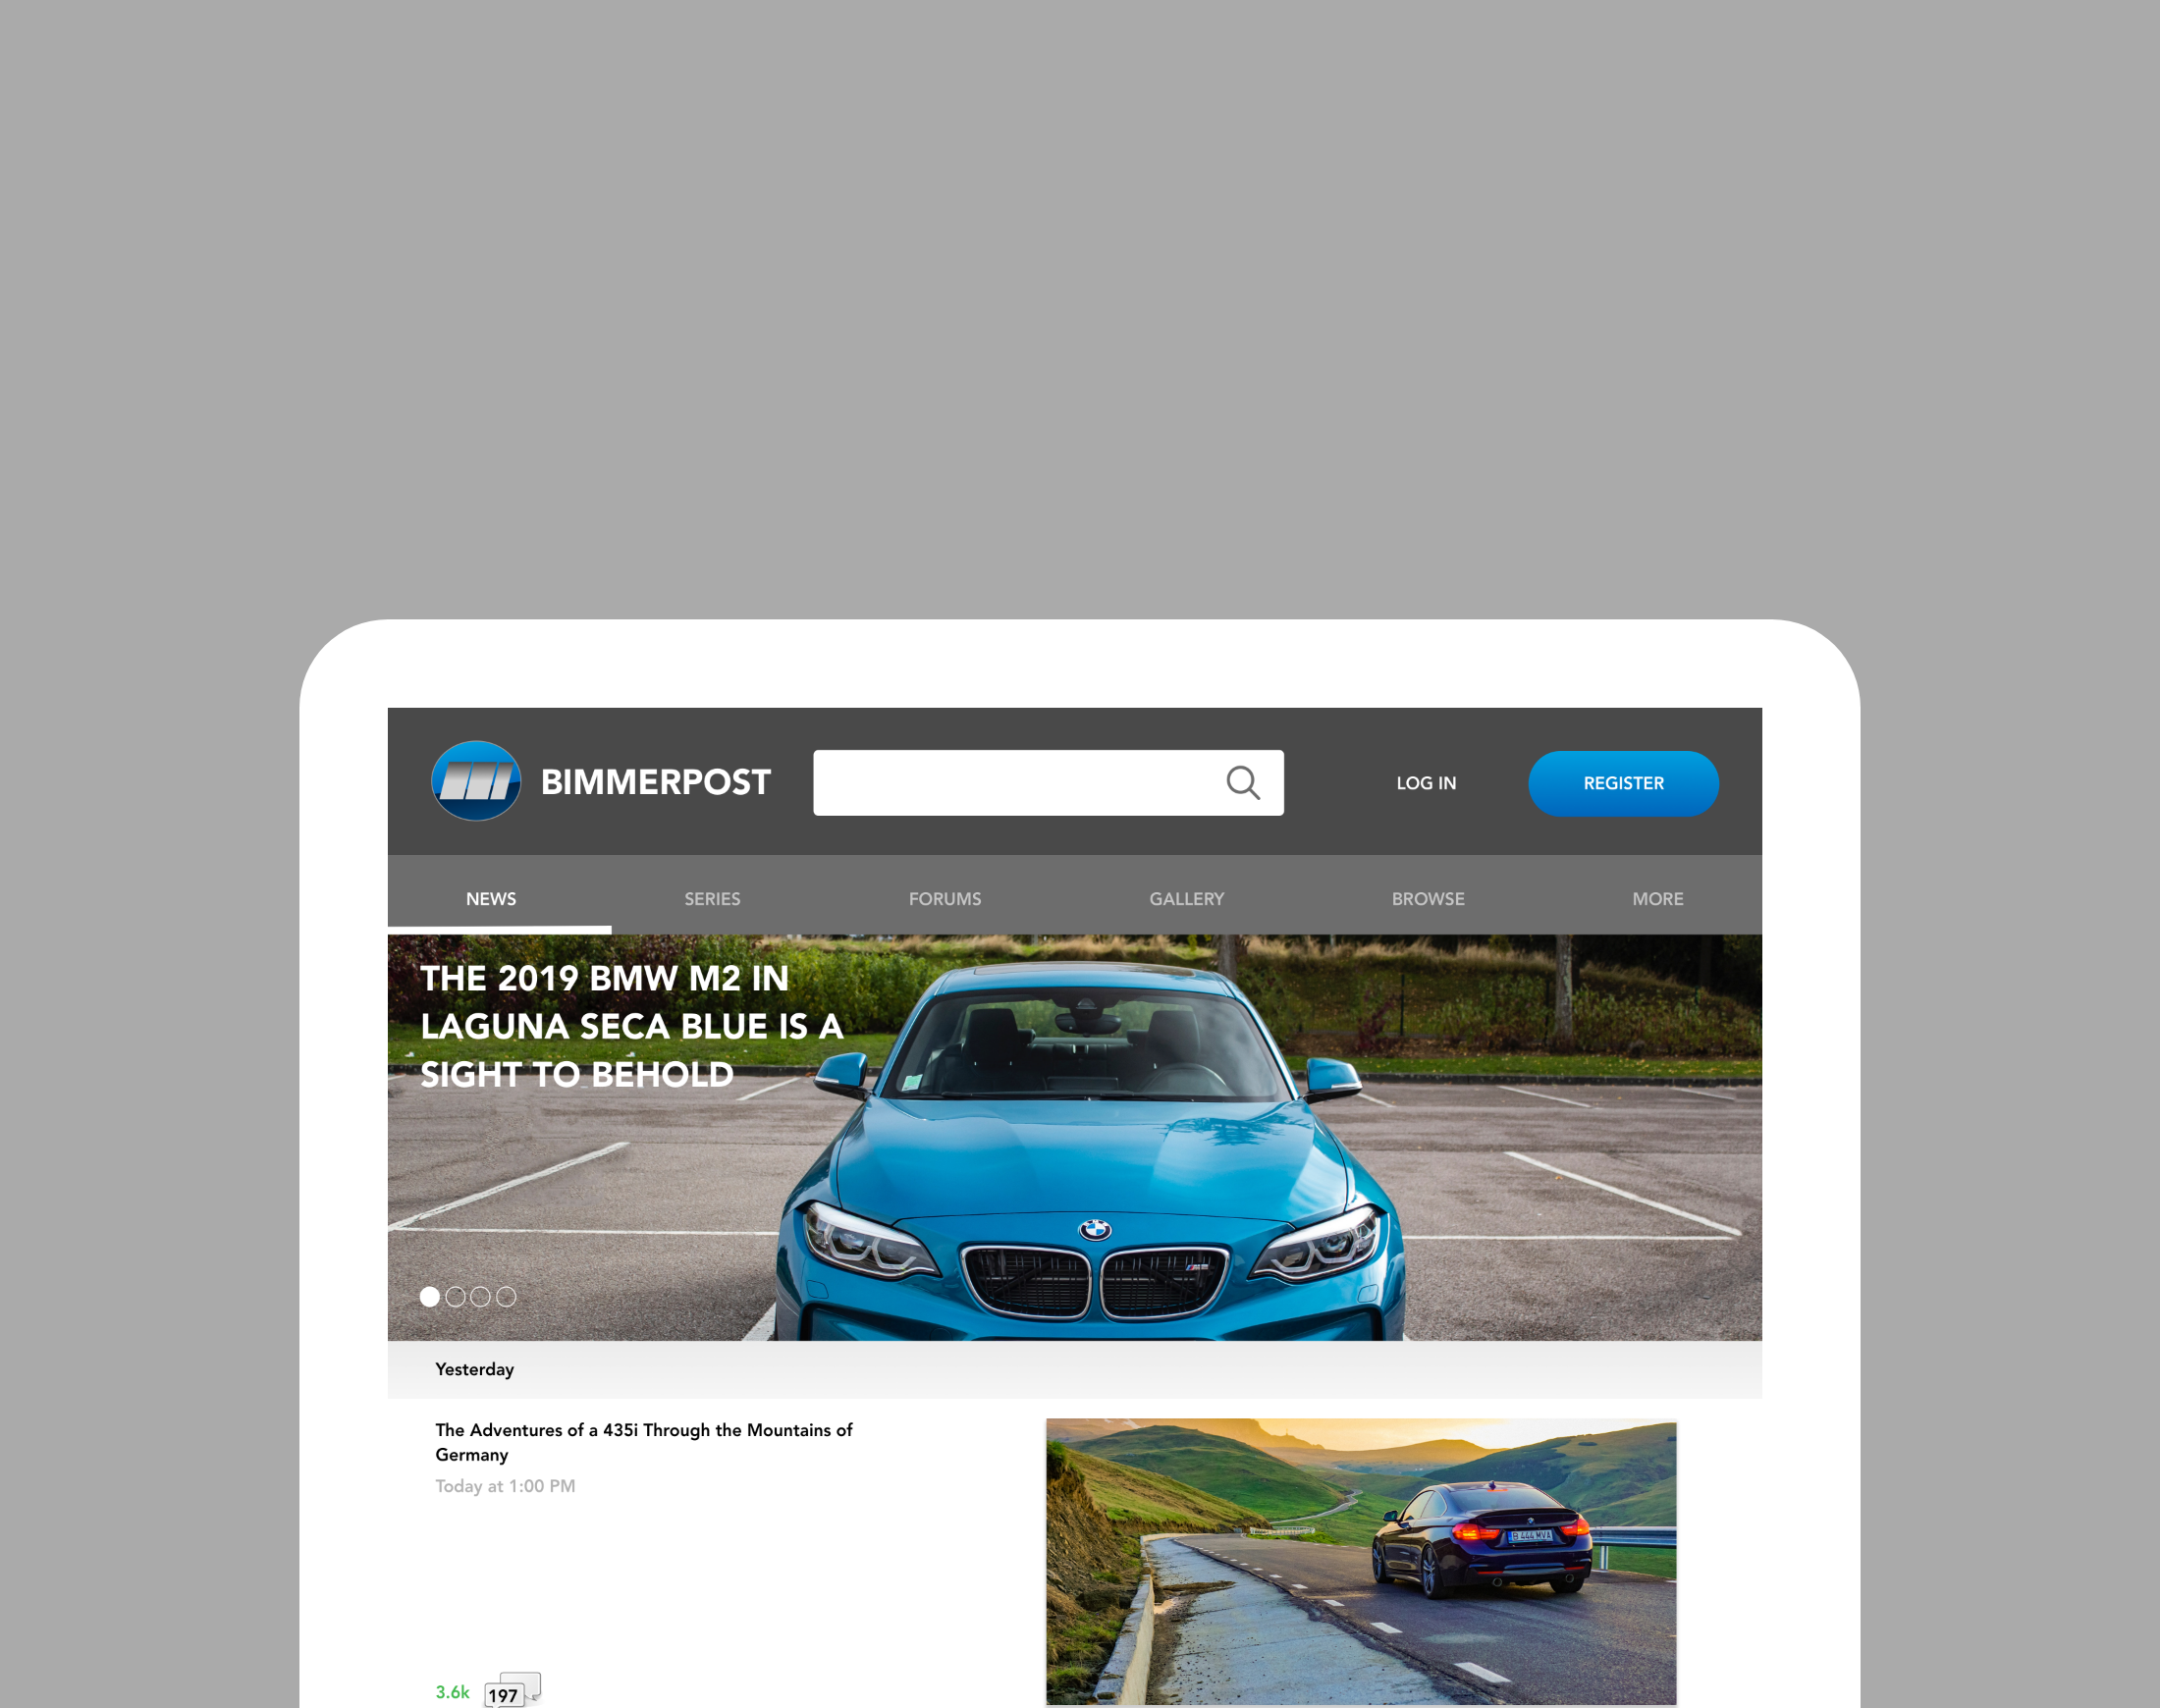 BIMMERPOST
LOG IN
REGISTER
NEWS
SERIES
FORUMS
GALLERY
BROWSE
MORE
THE 2019 BMW M2 IN
LAGUNA SECA BLUE IS A
SIGHT TO BEHOLD
Yesterday
The Adventures of a 435i Through the Mountains of
Germany
Today at 1:00 PM
B 444 MVA
3.6k
197